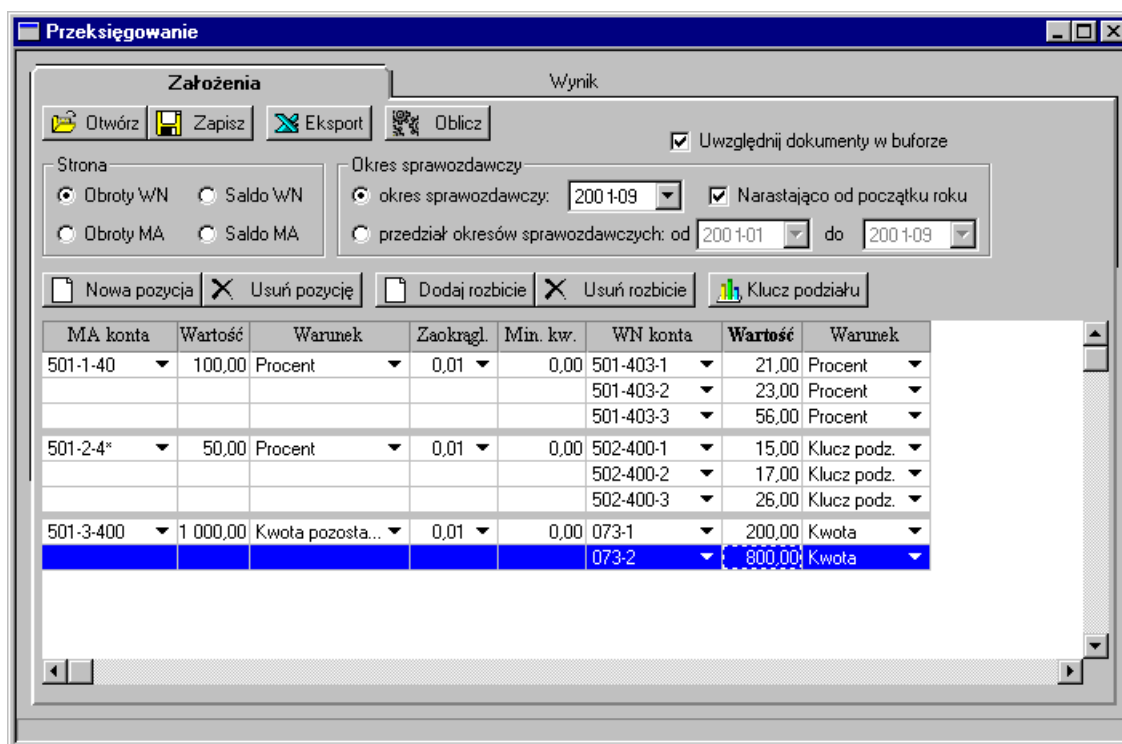 Przeksięgowanie
Założenia Wynik
Otwórz Zapisz Eksport Oblicz
Uwzględnij dokumenty w buforze
Strona Okres sprawozdawczy
Obroty WN Saldo WN okres sprawozdawczy: 2001-09 Narastająco od początku roku
Obroty MA Saldo MA przedział okresów sprawozdawczych: od 2001-01 do 2001-09
Nowa pozycja Usuń pozycję Dodaj rozbicie Usuń rozbicie Klucz podziału
MA konta Wartość Warunek Zaokrągl. Min. kw. WN konta Wartość Warunek
501-1-40 100,00 Procent 0,01 0,00 501-403-1 21,00 Procent
501-403-2 23,00 Procent
501-403-3 56,00 Procent
501-2-4* 50,00 Procent 0,01 0,00 502-400-1 15,00 Klucz podz.
502-400-2 17,00 Klucz podz.
502-400-3 26,00 Klucz podz.
501-3-400 1 000,00 Kwota pozosta... 0,01 0,00 073-1 200,00 Kwota
073-2 800,00 Kwota